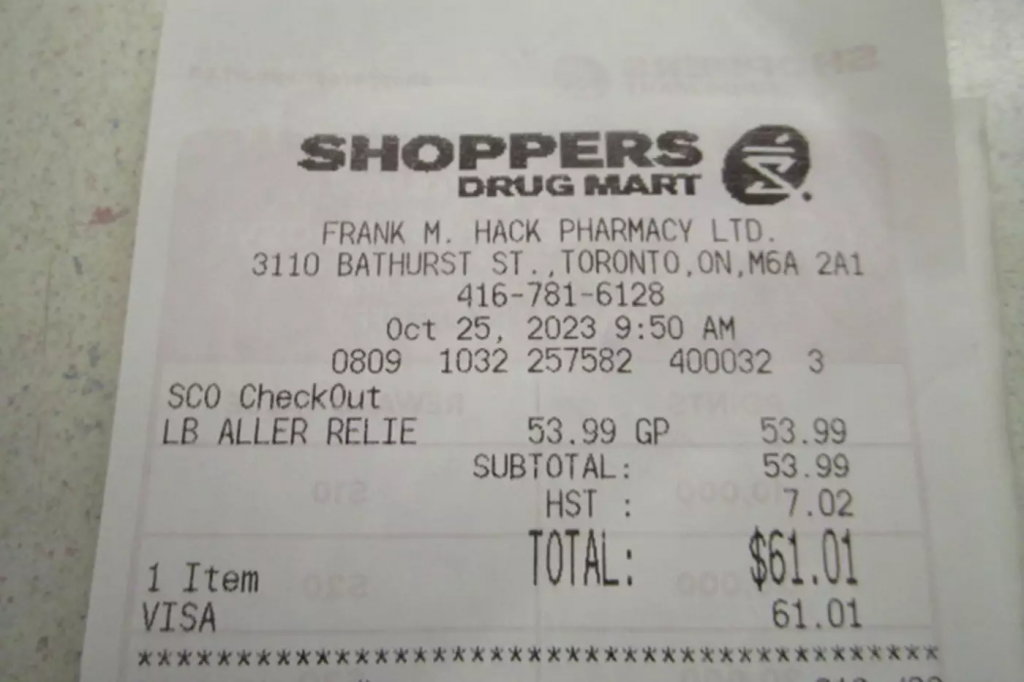 SHOPPERS
DRUG MART
FRANK M. HACK PHARMACY LTD.
3110 BATHURST ST.,TORONTO,ON,M6A 2A1
416-781-6128
Oct 25, 2023 9:50 AM
0809 1032 257582 400032 3
SCO CheckOut
LB ALLER RELIE 53.99 GP 53.99
SUBTOTAL: 53.99
HST : 7.02
TOTAL: $61.01
1 Item
VISA 61.01
****************************************